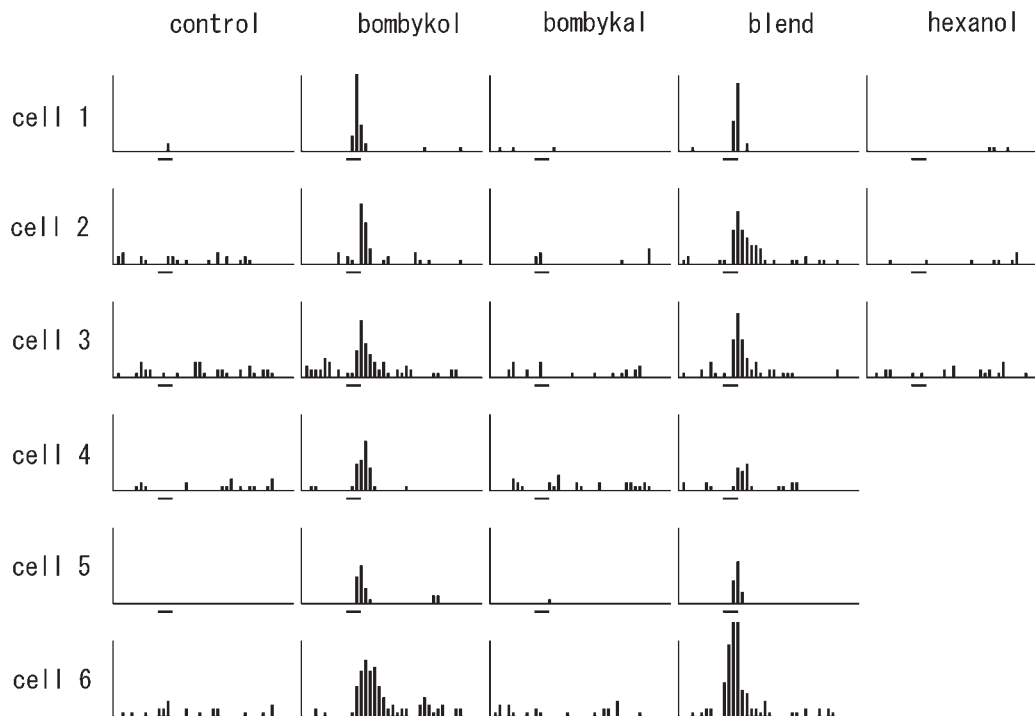 control bombykol bombykal blend hexanol
cell 1
cell 2
cell 3
cell 4
cell 5
cell 6